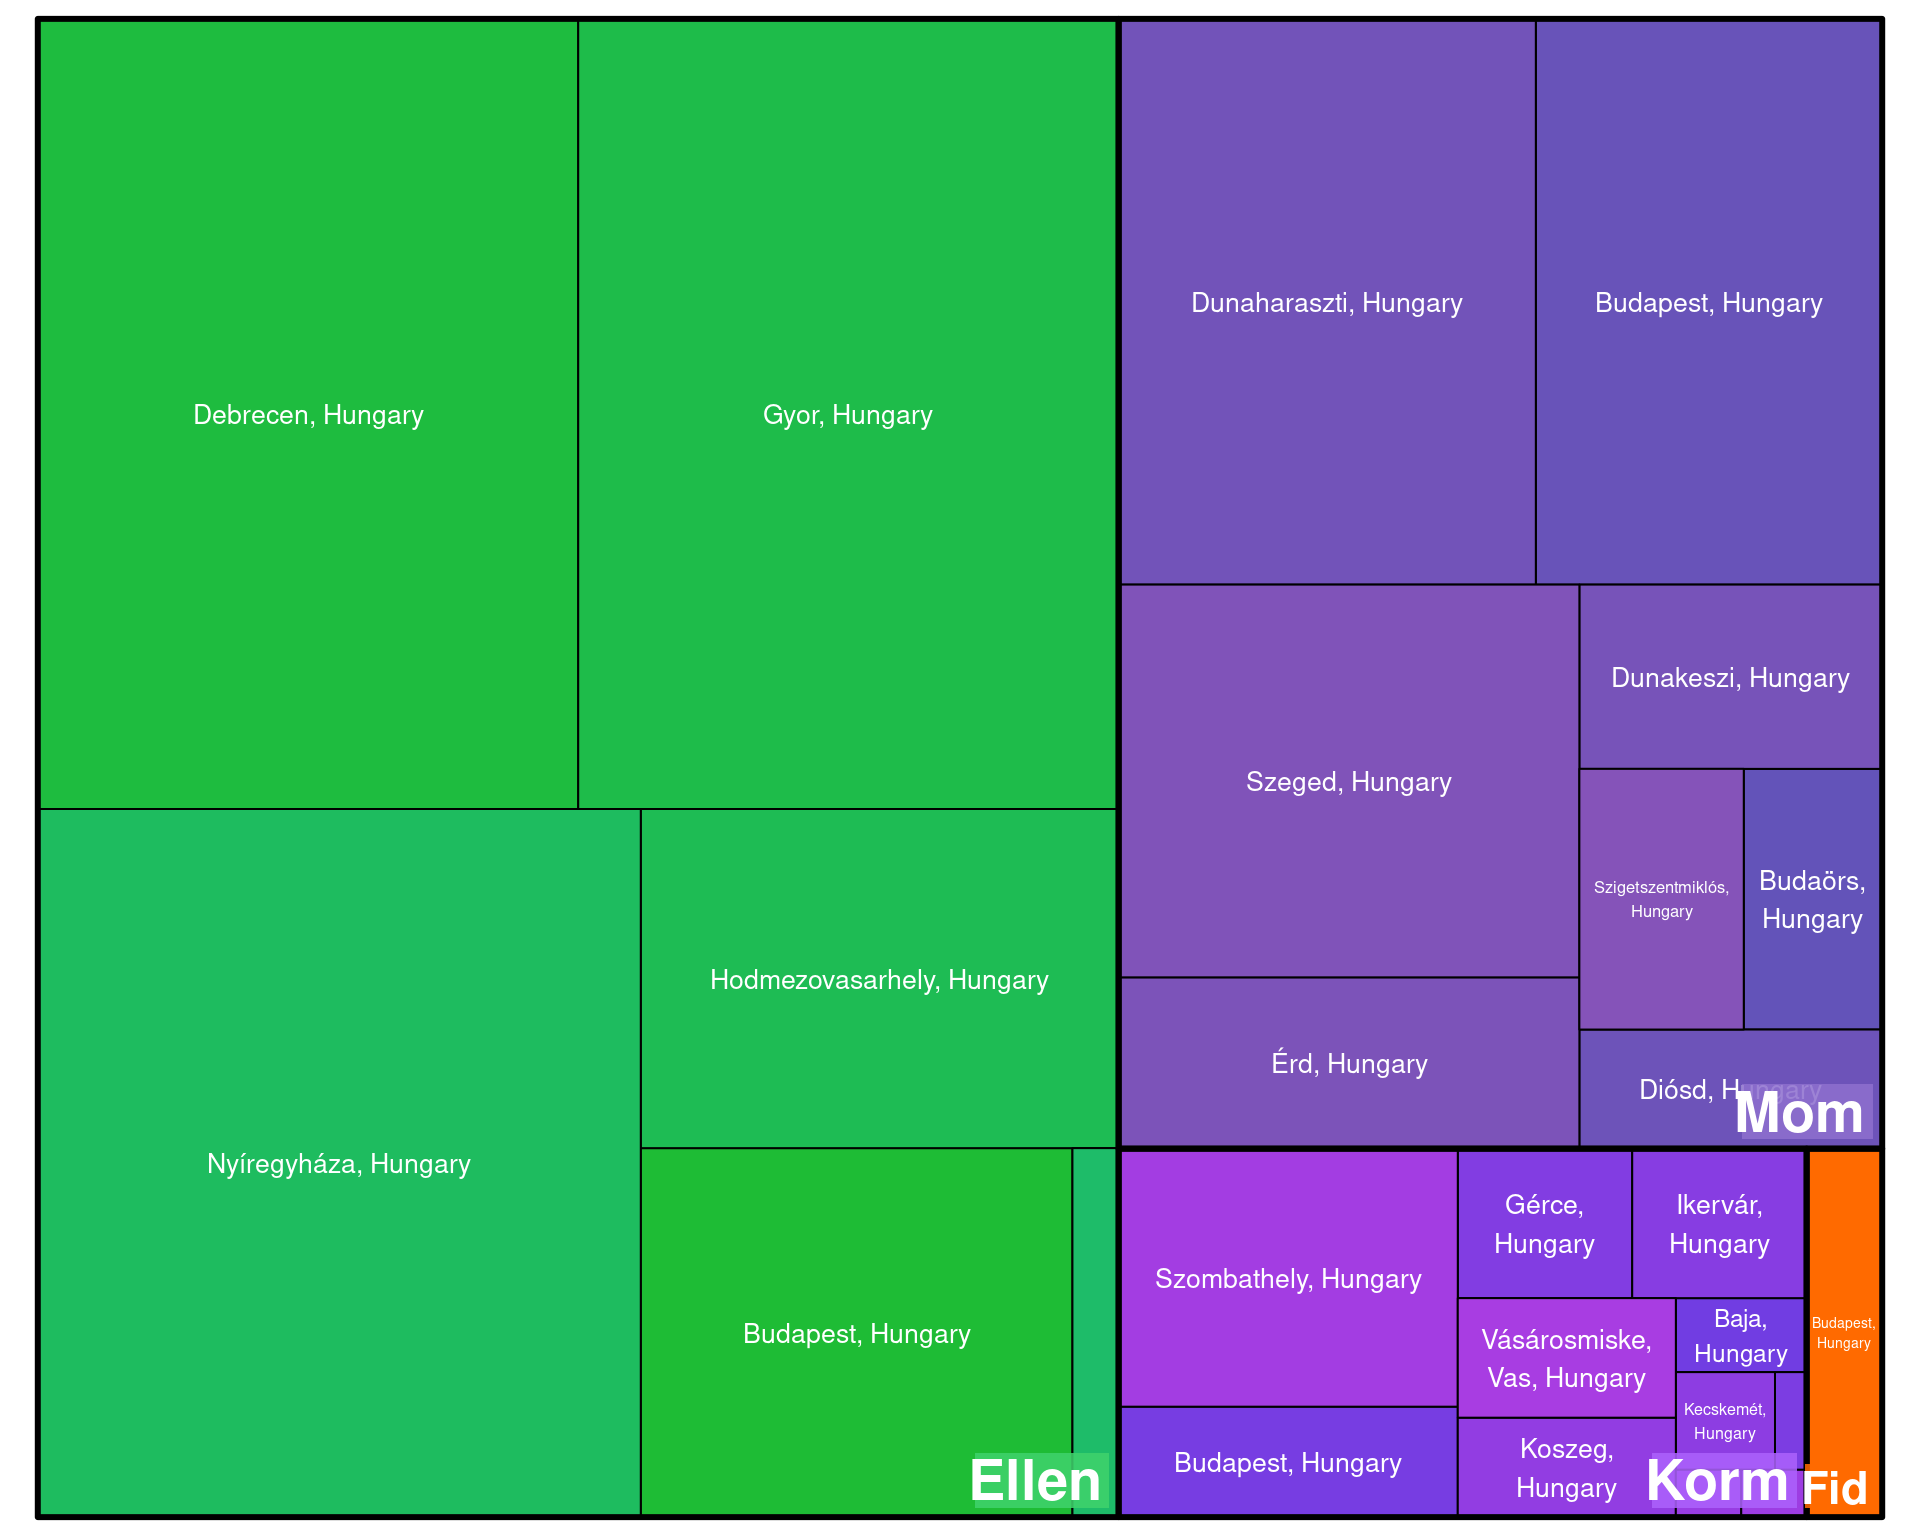 Debrecen, Hungary
Gyor, Hungary
Nyíregyháza, Hungary
Hodmezovasarhely, Hungary
Budapest, Hungary
Ellen
Dunaharaszti, Hungary
Budapest, Hungary
Szeged, Hungary
Dunakeszi, Hungary
Szigetszentmiklós,
Hungary
Budaörs,
Hungary
Érd, Hungary
Diósd, Hungary
Mom
Szombathely, Hungary
Budapest, Hungary
Gérce,
Hungary
Ikervár,
Hungary
Vásárosmiske,
Vas, Hungary
Baja,
Hungary
Kecskemét,
Hungary
Koszeg,
Hungary
Korm
Budapest,
Hungary
Fid